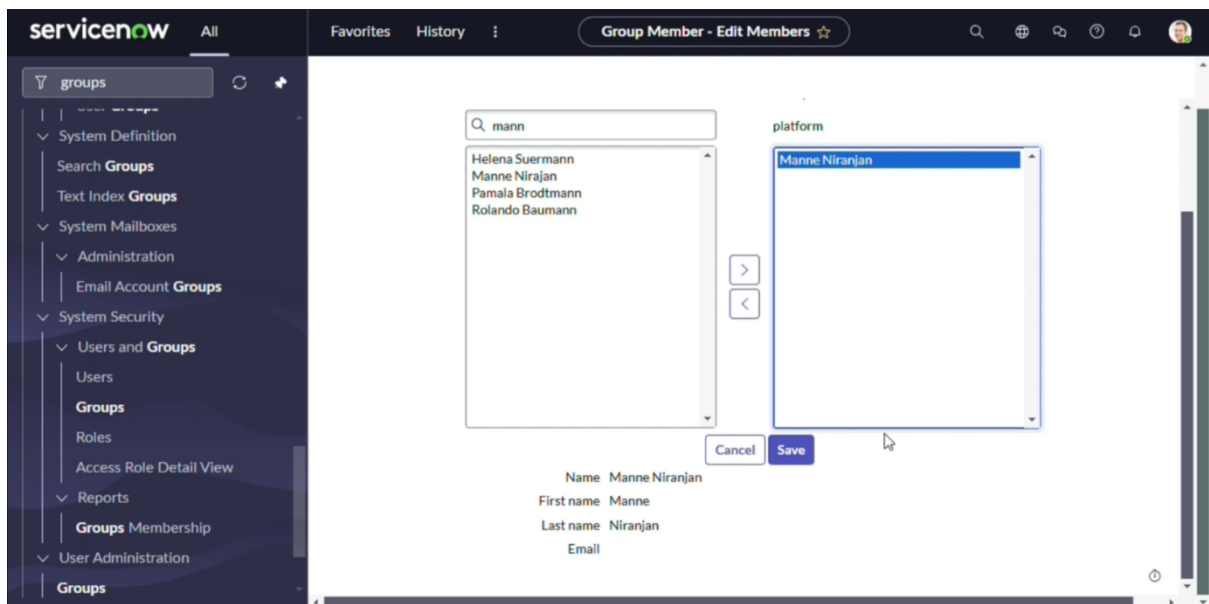 servicenow
All
Favorites
History
Group Member - Edit Members
groups
User Groups
System Definition
Search Groups
Text Index Groups
System Mailboxes
Administration
Email Account Groups
System Security
Users and Groups
Users
Groups
Roles
Access Role Detail View
Reports
Groups Membership
User Administration
Groups
mann
Helena Suermann
Manne Nirajan
Pamala Brodtmann
Rolando Baumann
platform
Manne Niranjan
Cancel
Save
Name Manne Niranjan
First name Manne
Last name Niranjan
Email